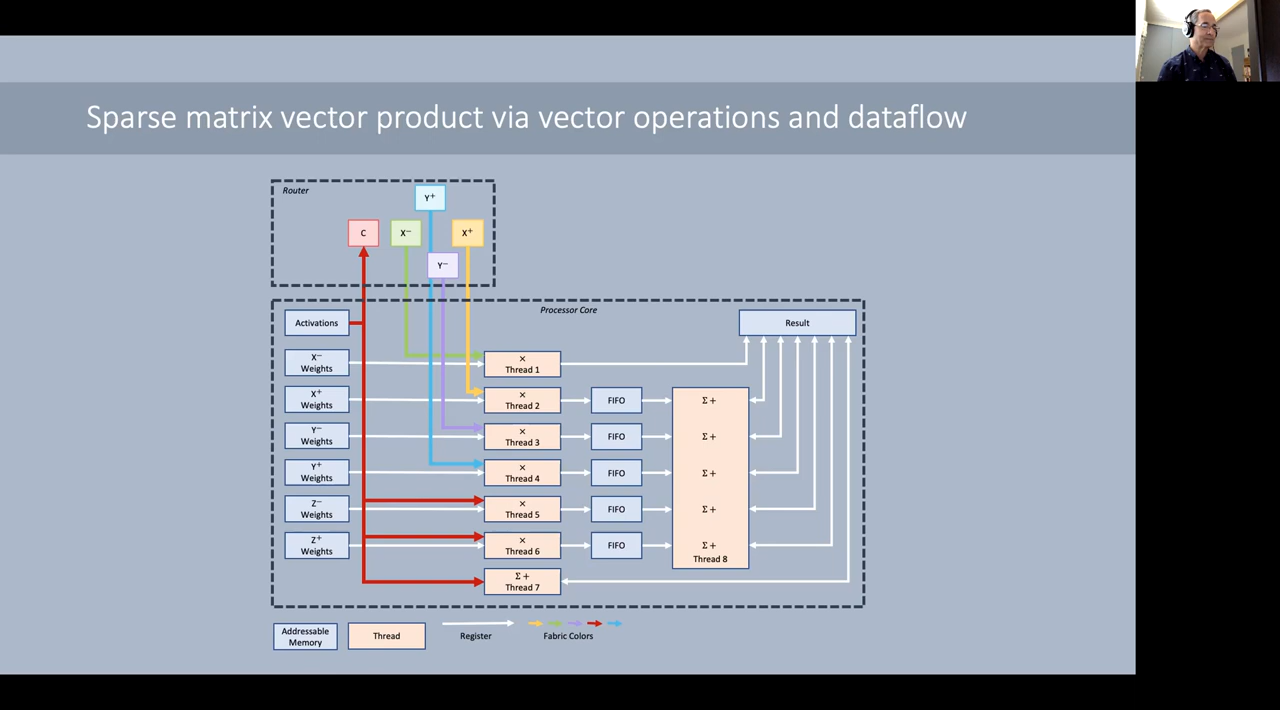 Sparse matrix vector product via vector operations and dataflow
Router
Y⁺
C
X⁻
X⁺
Y⁻
Processor Core
Activations
Result
X⁻
Weights
×
Thread 1
X⁺
Weights
×
Thread 2
FIFO
Σ +
Y⁻
Weights
×
Thread 3
FIFO
Σ +
Y⁺
Weights
×
Thread 4
FIFO
Σ +
Z⁻
Weights
×
Thread 5
FIFO
Σ +
Z⁺
Weights
×
Thread 6
FIFO
Σ +
Thread 8
Σ +
Thread 7
Addressable
Memory
Thread
Register
Fabric Colors